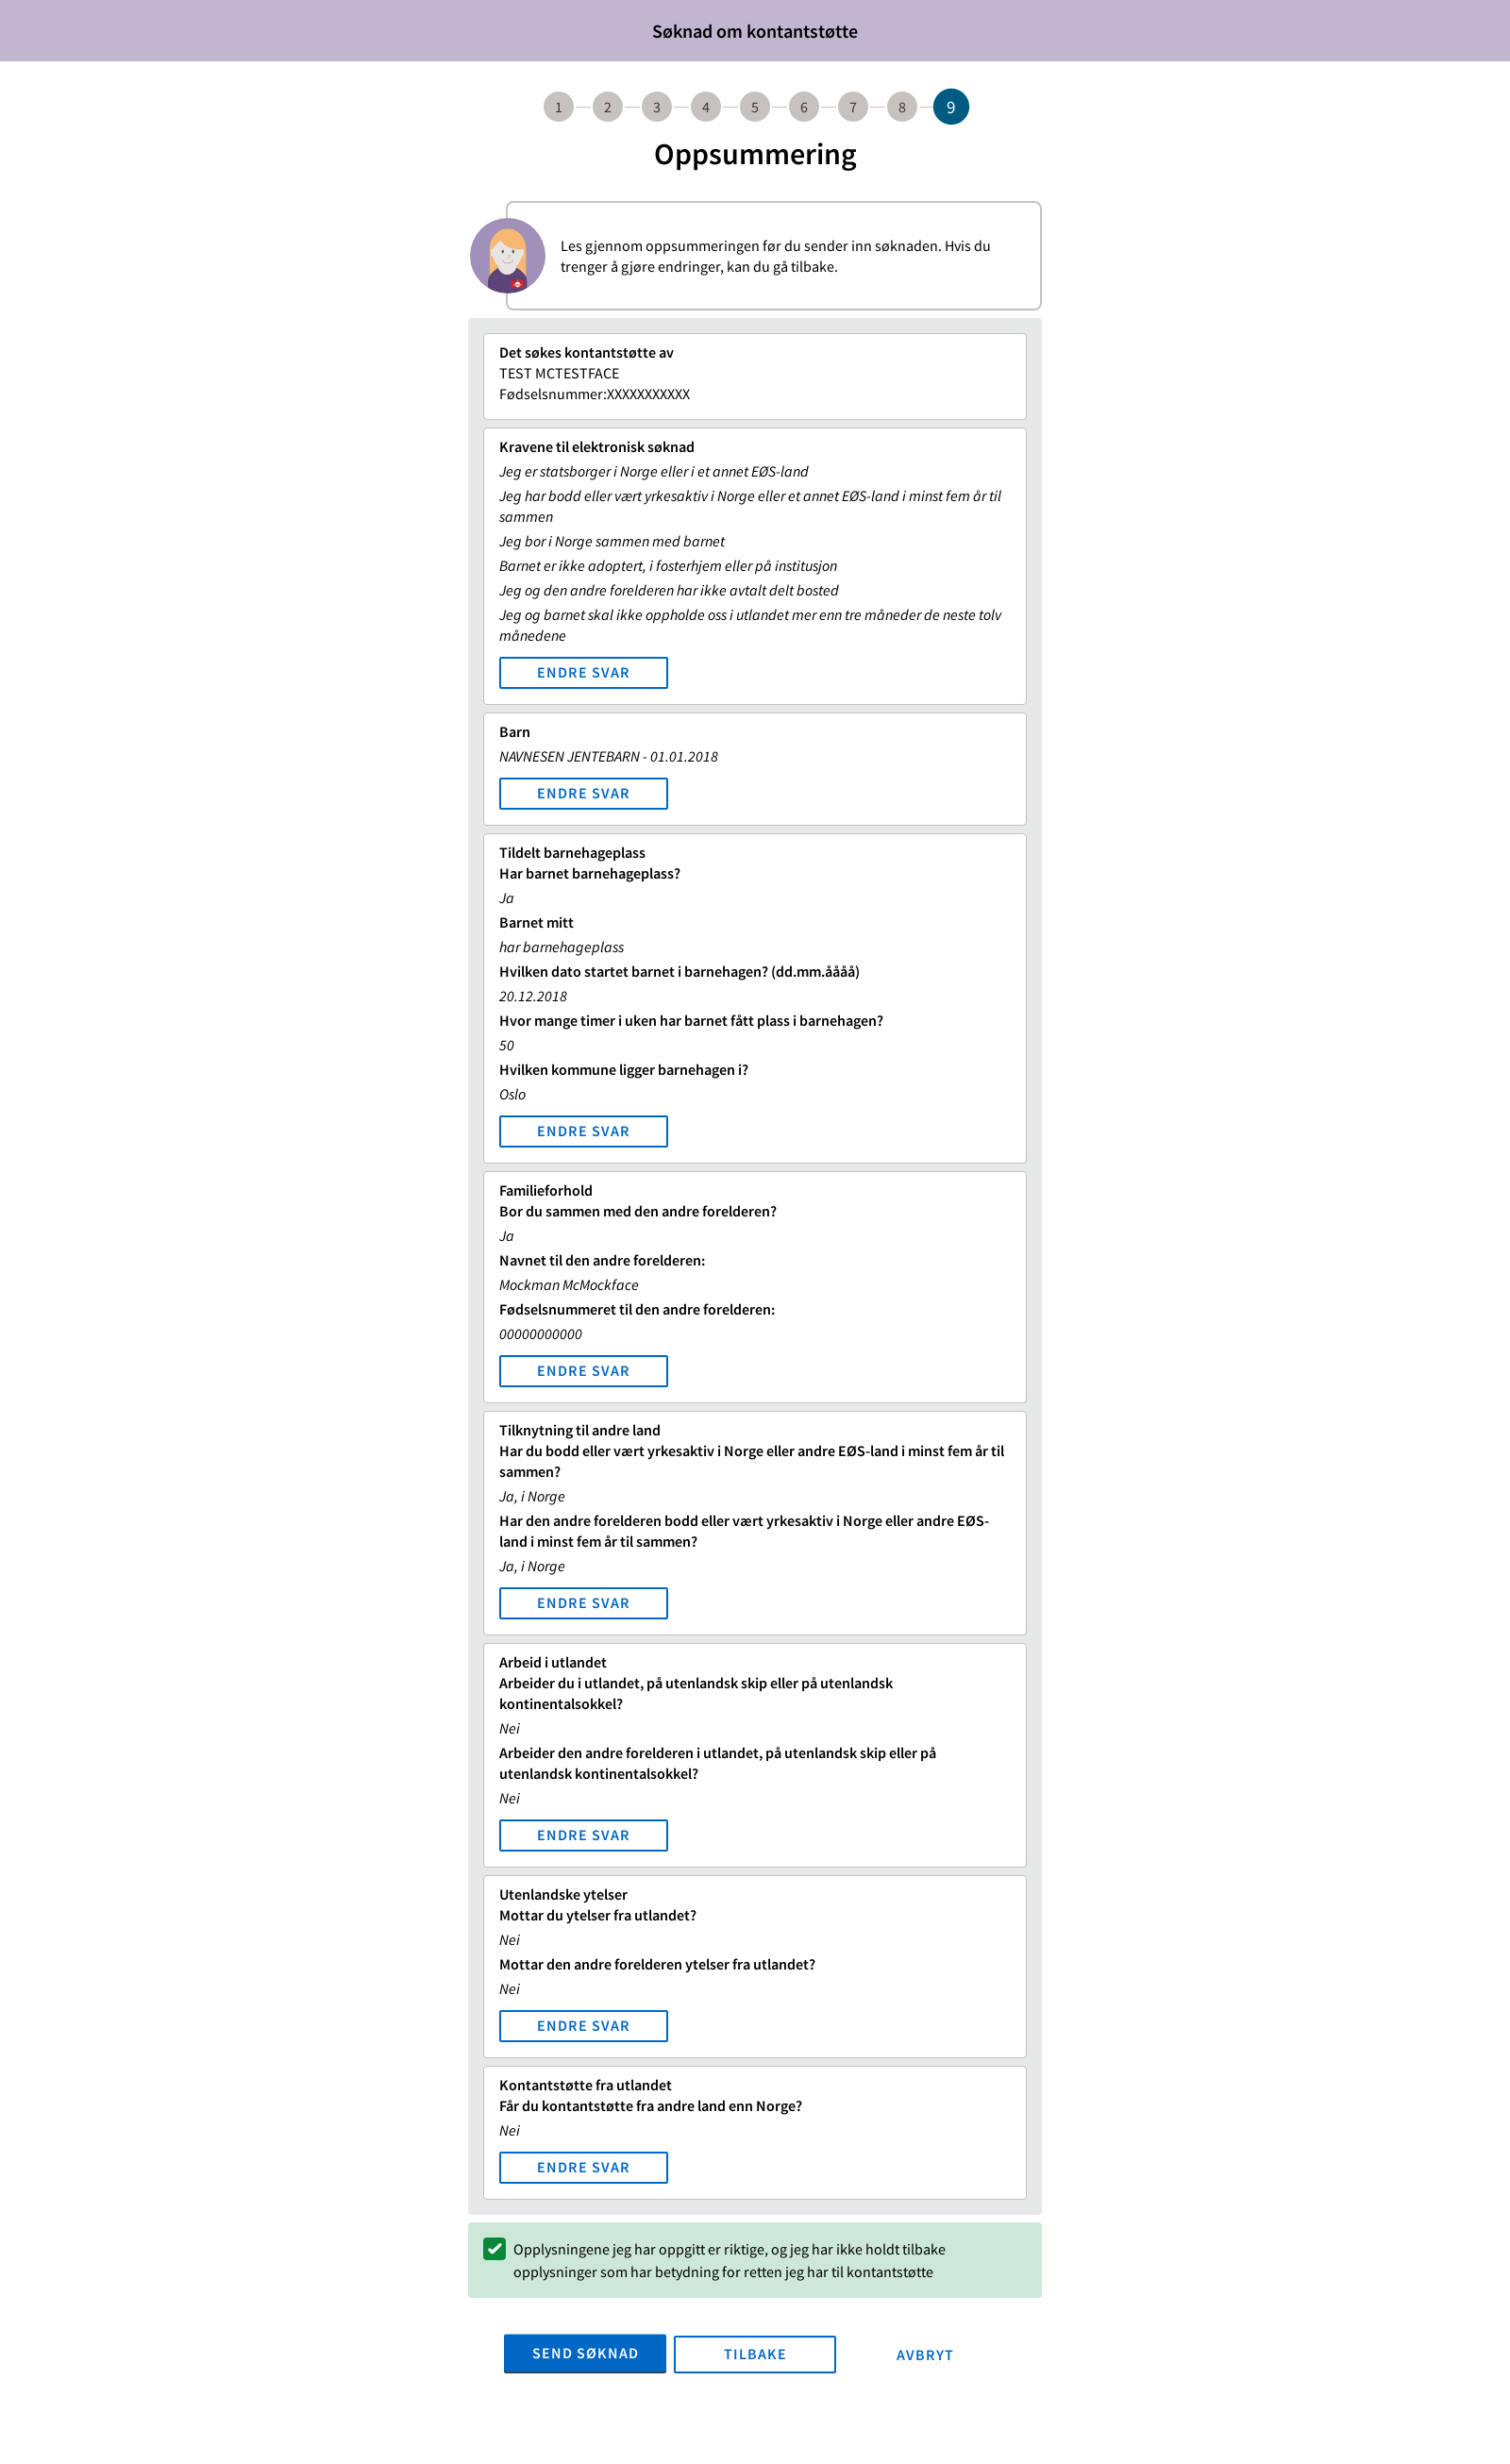 Søknad om kontantstøtte
1 2 3 4 5 6 7 8 9
Oppsummering
Les gjennom oppsummeringen før du sender inn søknaden. Hvis du
trenger å gjøre endringer, kan du gå tilbake.
Det søkes kontantstøtte av
TEST MCTESTFACE
Fødselsnummer:XXXXXXXXXXX
Kravene til elektronisk søknad
Jeg er statsborger i Norge eller i et annet EØS-land
Jeg har bodd eller vært yrkesaktiv i Norge eller et annet EØS-land i minst fem år til
sammen
Jeg bor i Norge sammen med barnet
Barnet er ikke adoptert, i fosterhjem eller på institusjon
Jeg og den andre forelderen har ikke avtalt delt bosted
Jeg og barnet skal ikke oppholde oss i utlandet mer enn tre måneder de neste tolv
månedene
ENDRE SVAR
Barn
NAVNESEN JENTEBARN - 01.01.2018
ENDRE SVAR
Tildelt barnehageplass
Har barnet barnehageplass?
Ja
Barnet mitt
har barnehageplass
Hvilken dato startet barnet i barnehagen? (dd.mm.åååå)
20.12.2018
Hvor mange timer i uken har barnet fått plass i barnehagen?
50
Hvilken kommune ligger barnehagen i?
Oslo
ENDRE SVAR
Familieforhold
Bor du sammen med den andre forelderen?
Ja
Navnet til den andre forelderen:
Mockman McMockface
Fødselsnummeret til den andre forelderen:
00000000000
ENDRE SVAR
Tilknytning til andre land
Har du bodd eller vært yrkesaktiv i Norge eller andre EØS-land i minst fem år til
sammen?
Ja, i Norge
Har den andre forelderen bodd eller vært yrkesaktiv i Norge eller andre EØS-
land i minst fem år til sammen?
Ja, i Norge
ENDRE SVAR
Arbeid i utlandet
Arbeider du i utlandet, på utenlandsk skip eller på utenlandsk
kontinentalsokkel?
Nei
Arbeider den andre forelderen i utlandet, på utenlandsk skip eller på
utenlandsk kontinentalsokkel?
Nei
ENDRE SVAR
Utenlandske ytelser
Mottar du ytelser fra utlandet?
Nei
Mottar den andre forelderen ytelser fra utlandet?
Nei
ENDRE SVAR
Kontantstøtte fra utlandet
Får du kontantstøtte fra andre land enn Norge?
Nei
ENDRE SVAR
Opplysningene jeg har oppgitt er riktige, og jeg har ikke holdt tilbake
opplysninger som har betydning for retten jeg har til kontantstøtte
SEND SØKNAD TILBAKE AVBRYT